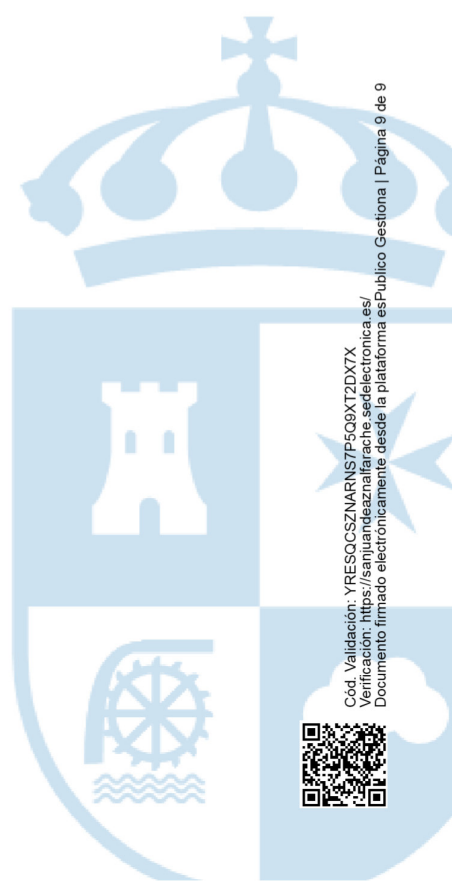 Cód. Validación: YRESQCSZNARNS7P5Q9XT2DX7X
Verificación: https://sanjuandeaznalfarache.sedelectronica.es/
Documento firmado electrónicamente desde la plataforma esPublico Gestiona | Página 9 de 9